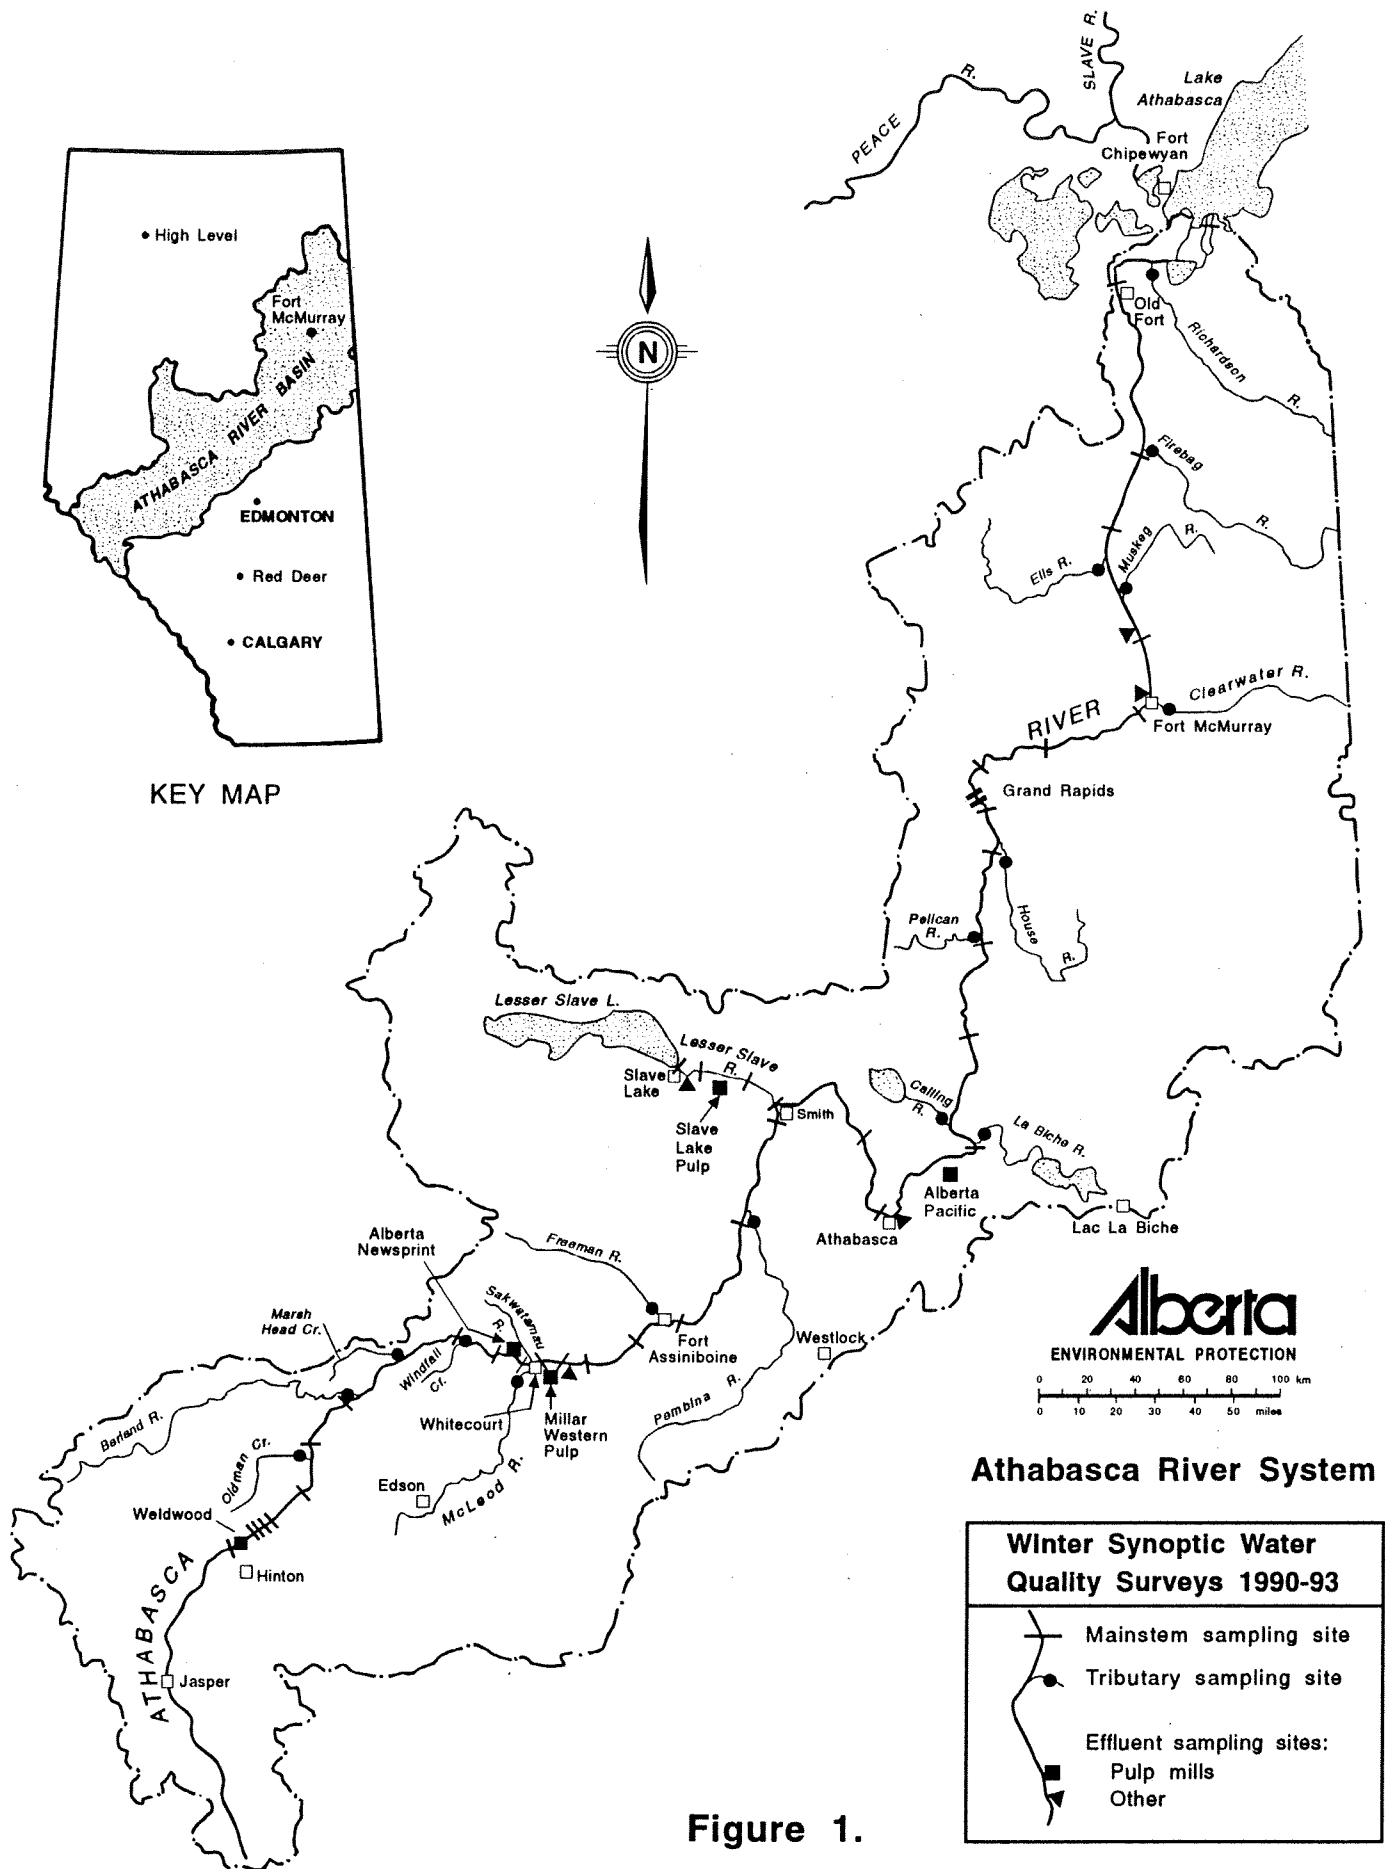 SLAVE R.
Lake
Athabasca
PEACE R.
Fort
Chipewyan
High Level
Fort
McMurray
ATHABASCA RIVER BASIN
EDMONTON
Red Deer
CALGARY
KEY MAP
N
Old
Fort
Richardson R.
Firebag R.
Muskeg R.
Ells R.
Clearwater R.
RIVER
Fort McMurray
Grand Rapids
Pelican
R.
House R.
Lesser Slave L.
Lesser Slave
R.
Slave
Lake
Slave
Lake
Pulp
Smith
Calling
R.
La Biche R.
Alberta
Pacific
Athabasca
Lac La Biche
Alberta
Newsprint
Freeman R.
Sakwatamau
R.
Marsh
Head Cr.
Windfall
Cr.
Fort
Assiniboine
Westlock
Whitecourt
Millar
Western
Pulp
Pembina R.
Berland R.
Oldman Cr.
Edson
McLeod R.
Weldwood
Hinton
ATHABASCA
Jasper
Alberta
ENVIRONMENTAL PROTECTION
0 20 40 60 80 100 km
0 10 20 30 40 50 miles
Athabasca River System
Winter Synoptic Water
Quality Surveys 1990-93
Mainstem sampling site
Tributary sampling site
Effluent sampling sites:
Pulp mills
Other
Figure 1.